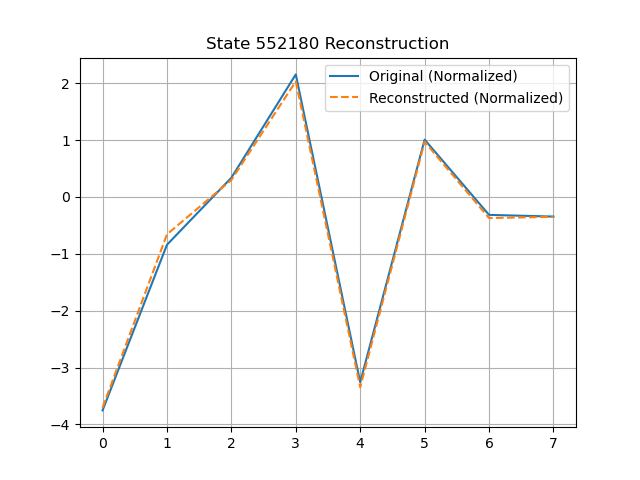 State 552180 Reconstruction
Original (Normalized)
Reconstructed (Normalized)
2
1
0
−1
−2
−3
−4
0 1 2 3 4 5 6 7